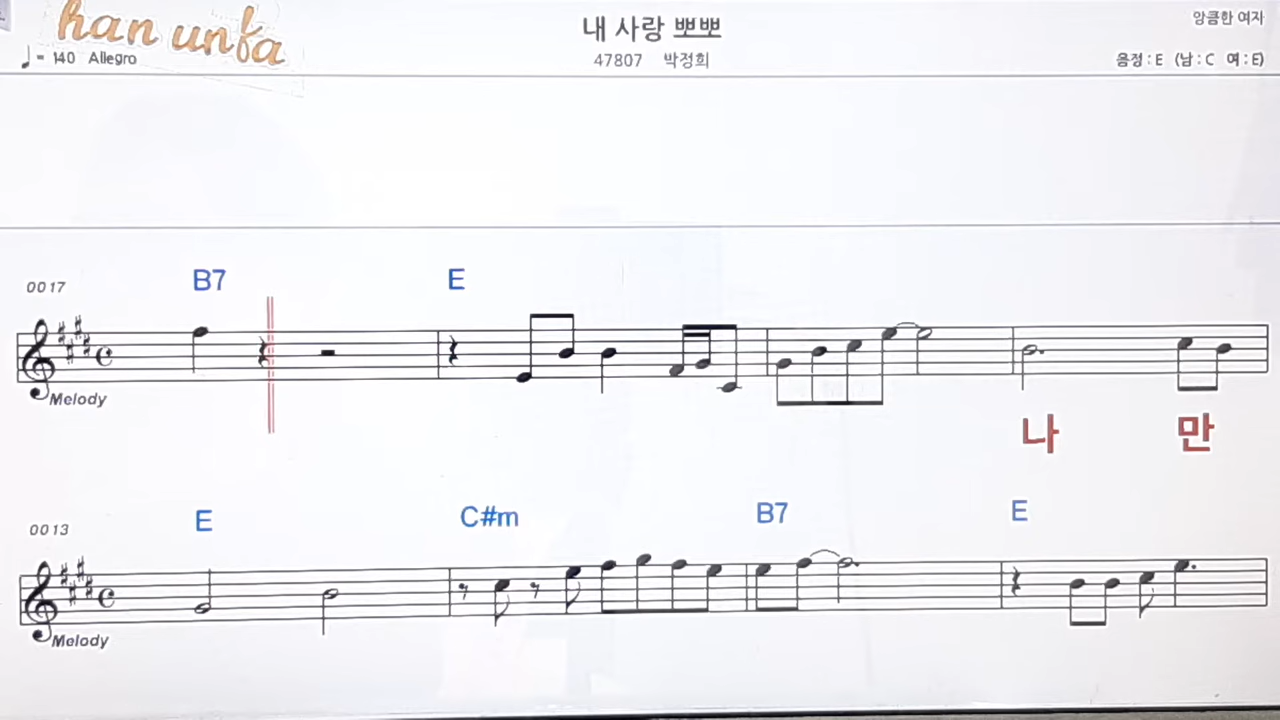 han unfa
내 사랑 뽀뽀
앙큼한 여자
♩= 140 Allegro
47807 박정희
음정 : E (남 : C 여 : E)
0017
B7 E
Melody
나 만
0013
E C#m B7 E
Melody